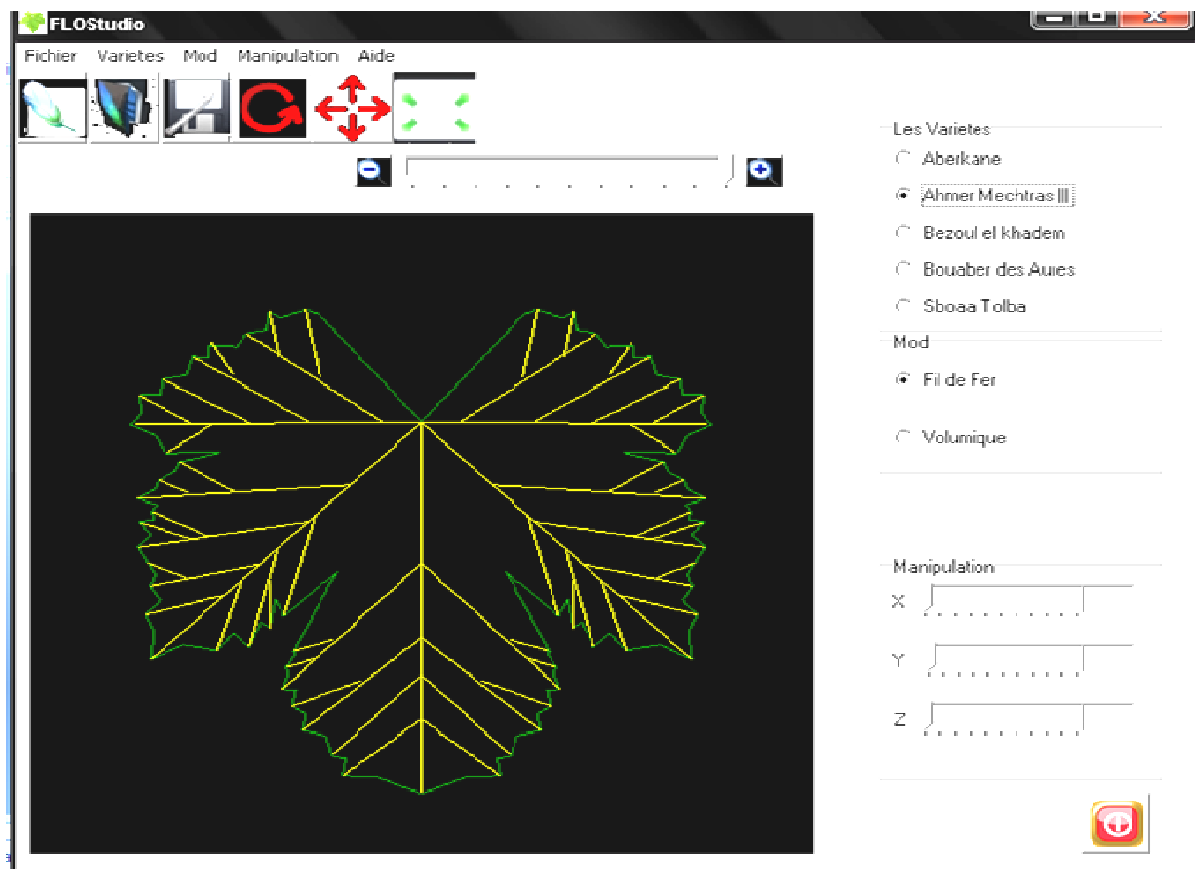 FLOStudio
Fichier Varietes Mod Manipulation Aide
Les Varietes
Aberkane
Ahmer Mechtras III
Bezoul el khadem
Bouaber des Aures
Sboaa Tolba
Mod
Fil de Fer
Volumique
Manipulation
X
Y
Z